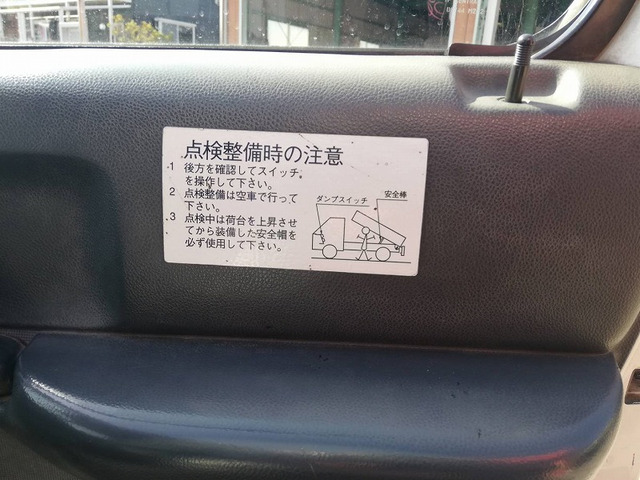 点検整備時の注意
1 後方を確認してスイッチ
を操作して下さい。
2 点検整備は空車で行って
下さい。
3 点検中は荷台を上昇させ
てから装備した安全帽を
必ず使用して下さい。
ダンプスイッチ
安全棒